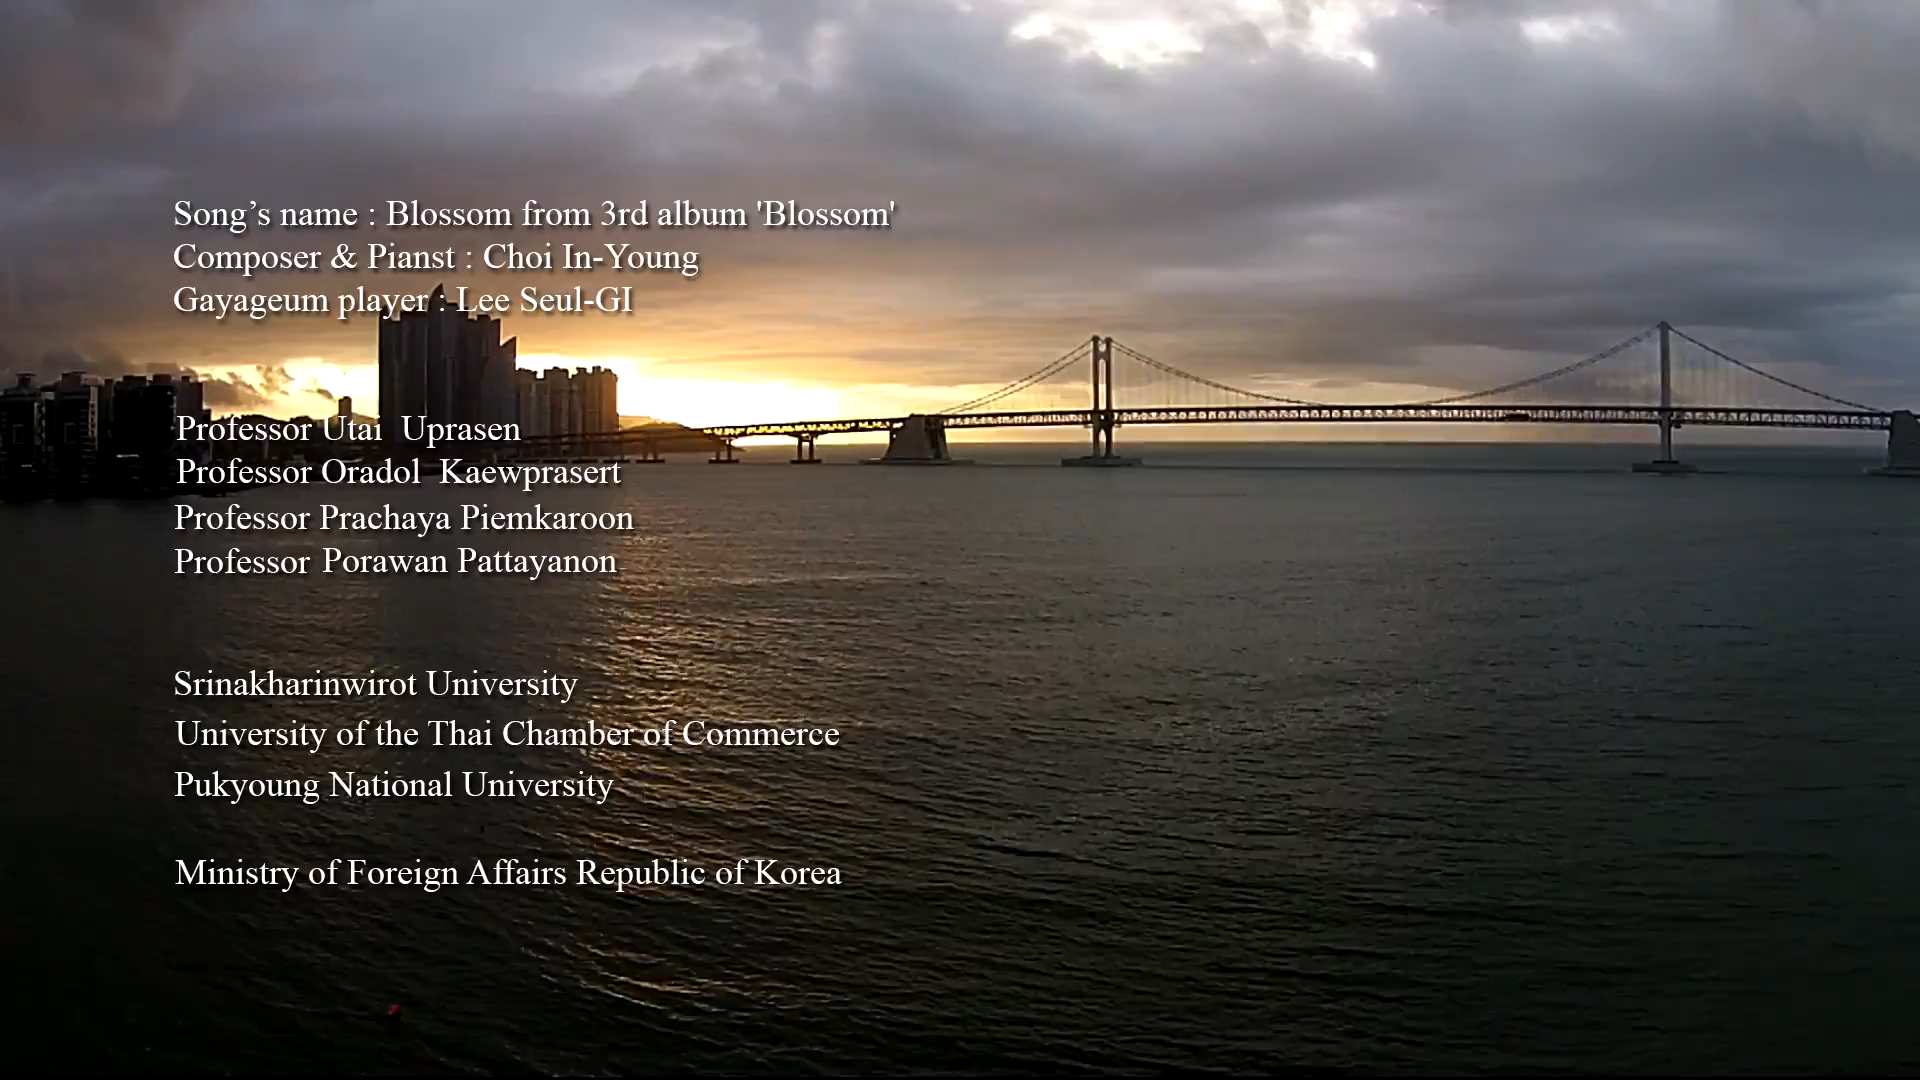 Song’s name : Blossom from 3rd album 'Blossom'
Composer & Pianst : Choi In-Young
Gayageum player : Lee Seul-GI
Professor Utai Uprasen
Professor Oradol Kaewprasert
Professor Prachaya Piemkaroon
Professor Porawan Pattayanon
Srinakharinwirot University
University of the Thai Chamber of Commerce
Pukyoung National University
Ministry of Foreign Affairs Republic of Korea